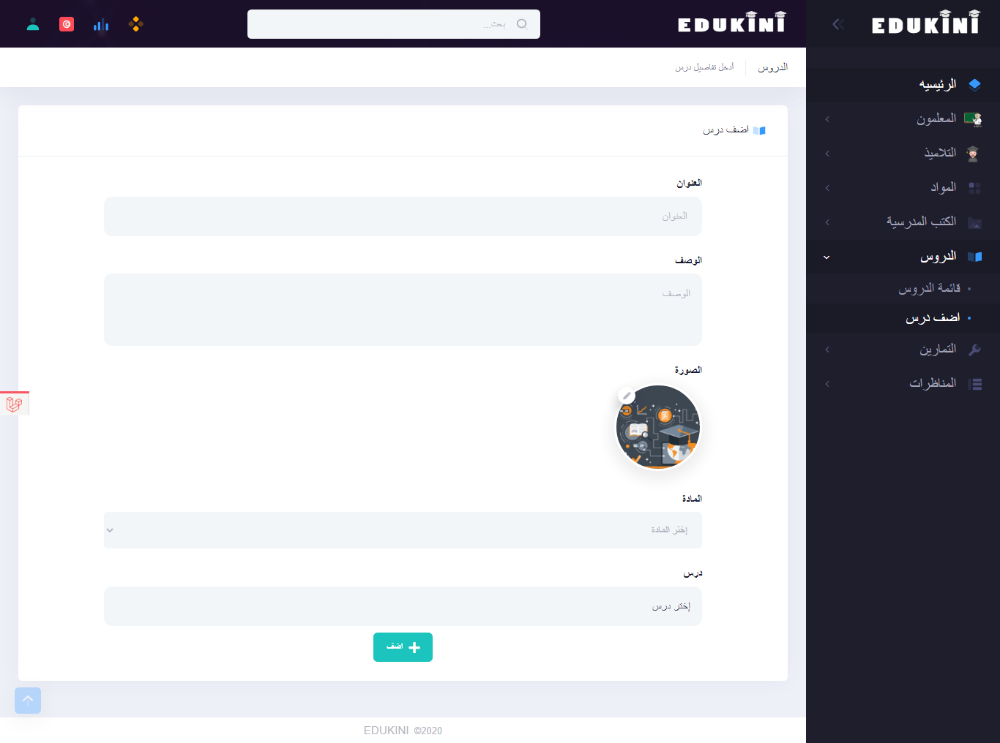 EDUKINI
EDUKINI
بحث...
الدروس
أدخل تفاصيل درس
الرئيسيه
المعلمون
التلاميذ
المواد
الكتب المدرسية
الدروس
قائمة الدروس
اضف درس
التمارين
المناظرات
اضف درس
العنوان
العنوان
الوصف
الوصف
الصورة
المادة
إختر المادة
درس
إختر درس
اضف
EDUKINI ©2020